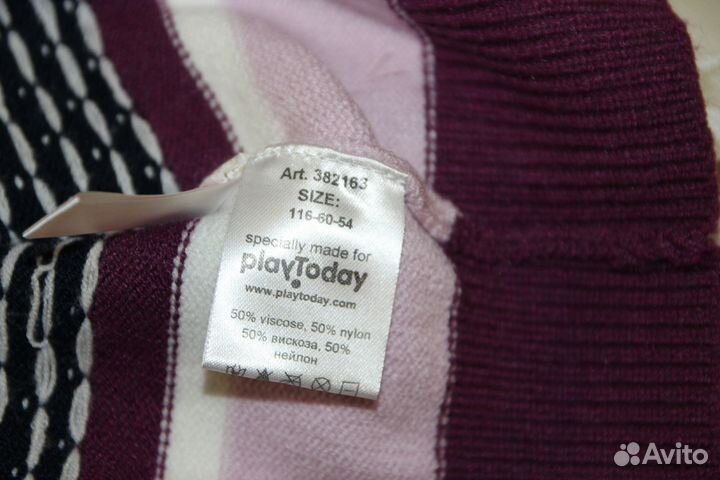 Art. 382163
SIZE:
116-60-54
specially made for
playToday
www.playtoday.com
50% viscose, 50% nylon
50% вискоза, 50%
нейлон
Avito